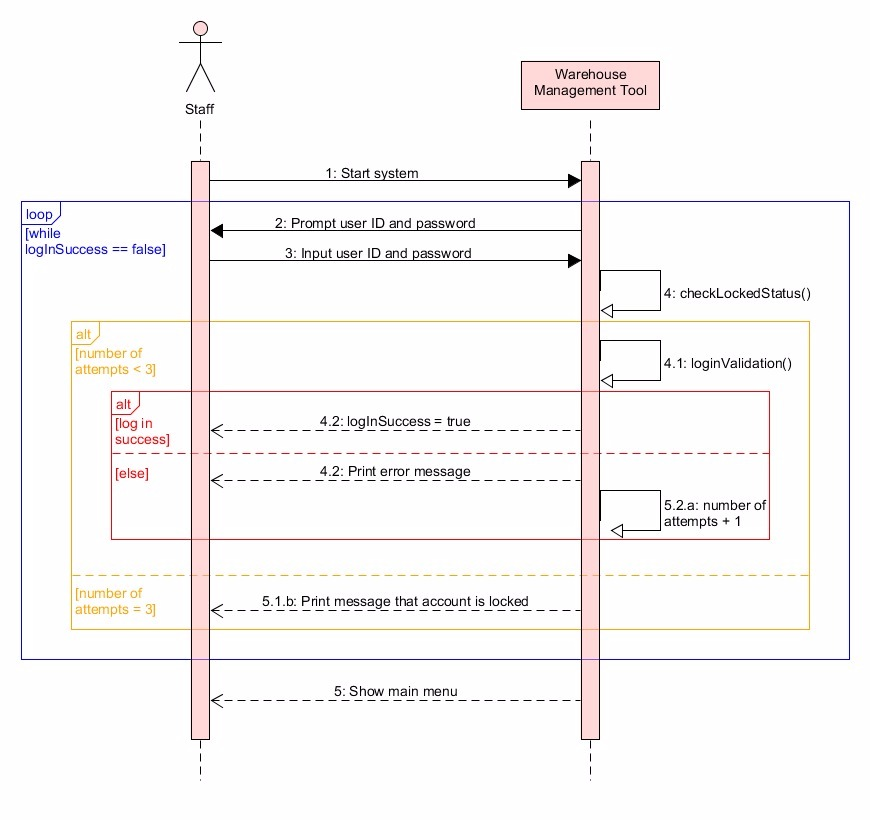 Staff
Warehouse
Management Tool
1: Start system
loop
[while
logInSuccess == false]
2: Prompt user ID and password
3: Input user ID and password
4: checkLockedStatus()
alt
[number of
attempts < 3]
4.1: loginValidation()
alt
[log in
success]
4.2: logInSuccess = true
[else]
4.2: Print error message
5.2.a: number of
attempts + 1
[number of
attempts = 3]
5.1.b: Print message that account is locked
5: Show main menu